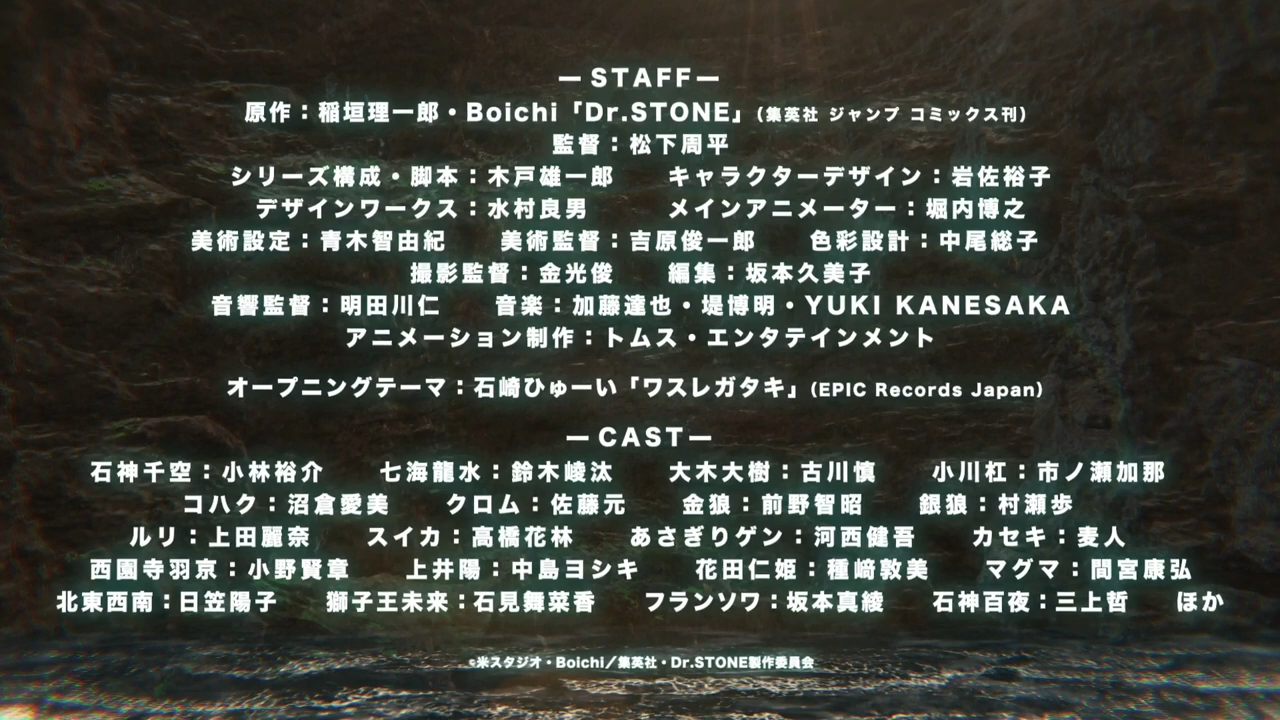 ーSTAFFー
原作：稲垣理一郎・Boichi「Dr.STONE」（集英社 ジャンプ コミックス刊）
監督：松下周平
シリーズ構成・脚本：木戸雄一郎　キャラクターデザイン：岩佐裕子
デザインワークス：水村良男　メインアニメーター：堀内博之
美術設定：青木智由紀　美術監督：吉原俊一郎　色彩設計：中尾総子
撮影監督：金光俊　編集：坂本久美子
音響監督：明田川仁　音楽：加藤達也・堤博明・YUKI KANESAKA
アニメーション制作：トムス・エンタテインメント
オープニングテーマ：石崎ひゅーい「ワスレガタキ」（EPIC Records Japan）
ーCASTー
石神千空：小林裕介　七海龍水：鈴木崚汰　大木大樹：古川慎　小川杠：市ノ瀬加那
コハク：沼倉愛美　クロム：佐藤元　金狼：前野智昭　銀狼：村瀬歩
ルリ：上田麗奈　スイカ：高橋花林　あさぎりゲン：河西健吾　カセキ：麦人
西園寺羽京：小野賢章　上井陽：中島ヨシキ　花田仁姫：種﨑敦美　マグマ：間宮康弘
北東西南：日笠陽子　獅子王未来：石見舞菜香　フランソワ：坂本真綾　石神百夜：三上哲　ほか
©米スタジオ・Boichi／集英社・Dr.STONE製作委員会